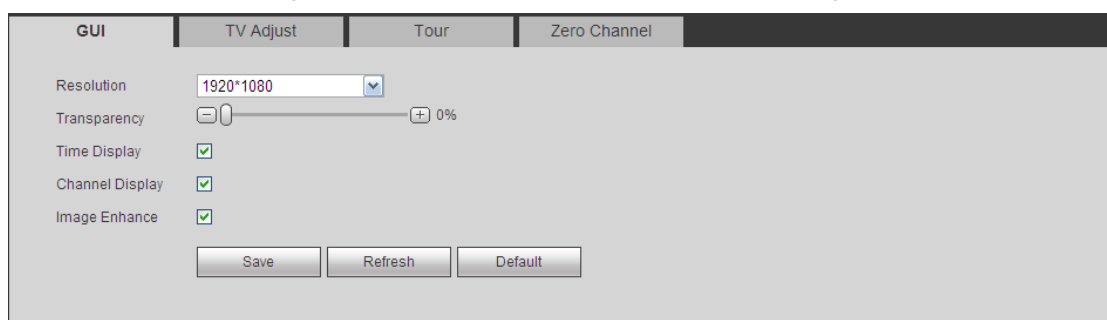 GUI TV Adjust Tour Zero Channel
Resolution 1920*1080
Transparency 0%
Time Display
Channel Display
Image Enhance
Save Refresh Default